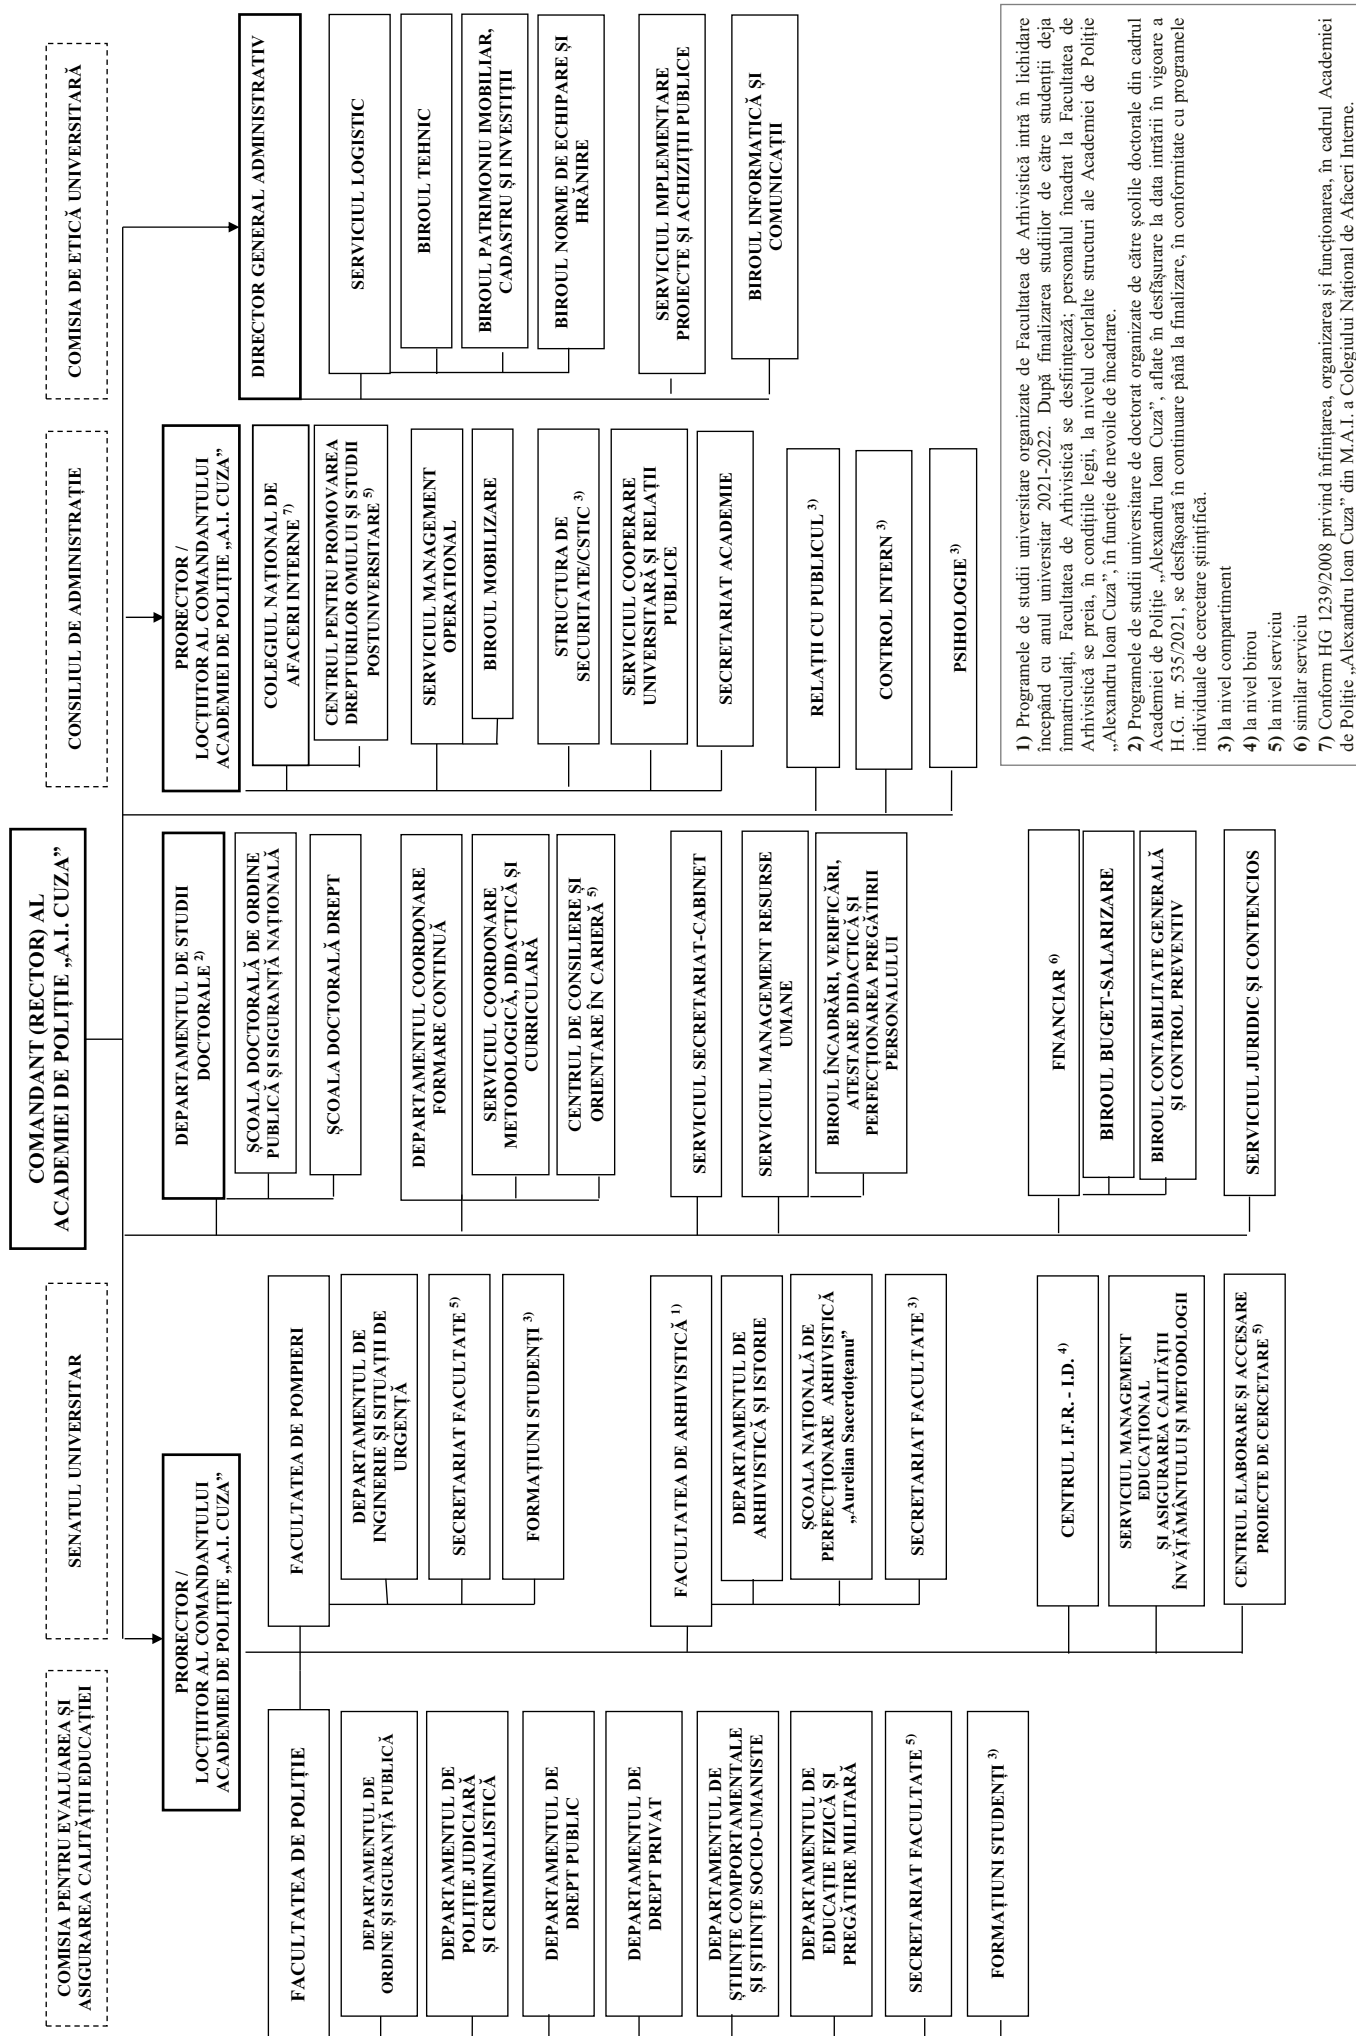 COMANDANT (RECTOR) AL
ACADEMIEI DE POLIȚIE „A.I. CUZA”
COMISIA PENTRU EVALUAREA ȘI
ASIGURAREA CALITĂȚII EDUCAȚIEI
SENATUL UNIVERSITAR
CONSILIUL DE ADMINISTRAȚIE
COMISIA DE ETICĂ UNIVERSITARĂ
PRORECTOR /
LOCȚIITOR AL COMANDANTULUI
ACADEMIEI DE POLIȚIE „A.I. CUZA”
FACULTATEA DE POLIȚIE
DEPARTAMENTUL DE
ORDINE ȘI SIGURANȚĂ PUBLICĂ
DEPARTAMENTUL DE
POLIȚIE JUDICIARĂ
ȘI CRIMINALISTICĂ
DEPARTAMENTUL DE
DREPT PUBLIC
DEPARTAMENTUL DE
DREPT PRIVAT
DEPARTAMENTUL DE
ȘTIINȚE COMPORTAMENTALE
ȘI ȘTIINȚE SOCIO-UMANISTE
DEPARTAMENTUL DE
EDUCAȚIE FIZICĂ ȘI
PREGĂTIRE MILITARĂ
SECRETARIAT FACULTATE 5)
FORMAȚIUNI STUDENȚI 3)
FACULTATEA DE POMPIERI
DEPARTAMENTUL DE
INGINERIE ȘI SITUAȚII DE
URGENȚĂ
SECRETARIAT FACULTATE 5)
FORMAȚIUNI STUDENȚI 3)
FACULTATEA DE ARHIVISTICĂ 1)
DEPARTAMENTUL DE
ARHIVISTICĂ ȘI ISTORIE
ȘCOALA NAȚIONALĂ DE
PERFECȚIONARE ARHIVISTICĂ
„Aurelian Sacerdoțeanu”
SECRETARIAT FACULTATE 3)
CENTRUL I.F.R. - I.D. 4)
SERVICIUL MANAGEMENT
EDUCAȚIONAL
ȘI ASIGURAREA CALITĂȚII
ÎNVĂȚĂMÂNTULUI ȘI METODOLOGII
CENTRUL ELABORARE ȘI ACCESARE
PROIECTE DE CERCETARE 5)
DEPARTAMENTUL DE STUDII
DOCTORALE 2)
ȘCOALA DOCTORALĂ DE ORDINE
PUBLICĂ ȘI SIGURANȚĂ NAȚIONALĂ
ȘCOALA DOCTORALĂ DREPT
DEPARTAMENTUL COORDONARE
FORMARE CONTINUĂ
SERVICIUL COORDONARE
METODOLOGICĂ, DIDACTICĂ ȘI
CURRICULARĂ
CENTRUL DE CONSILIERE ȘI
ORIENTARE ÎN CARIERĂ 5)
SERVICIUL SECRETARIAT-CABINET
SERVICIUL MANAGEMENT RESURSE
UMANE
BIROUL ÎNCADRĂRI, VERIFICĂRI,
ATESTARE DIDACTICĂ ȘI
PERFECȚIONAREA PREGĂTIRII
PERSONALULUI
FINANCIAR 6)
BIROUL BUGET-SALARIZARE
BIROUL CONTABILITATE GENERALĂ
ȘI CONTROL PREVENTIV
SERVICIUL JURIDIC ȘI CONTENCIOS
PRORECTOR /
LOCȚIITOR AL COMANDANTULUI
ACADEMIEI DE POLIȚIE „A.I. CUZA”
COLEGIUL NAȚIONAL DE
AFACERI INTERNE 7)
CENTRUL PENTRU PROMOVAREA
DREPTURILOR OMULUI ȘI STUDII
POSTUNIVERSITARE 5)
SERVICIUL MANAGEMENT
OPERAȚIONAL
BIROUL MOBILIZARE
STRUCTURA DE
SECURITATE/CSTIC 3)
SERVICIUL COOPERARE
UNIVERSITARĂ ȘI RELAȚII
PUBLICE
SECRETARIAT ACADEMIE
RELAȚII CU PUBLICUL 3)
CONTROL INTERN 3)
PSIHOLOGIE 3)
DIRECTOR GENERAL ADMINISTRATIV
SERVICIUL LOGISTIC
BIROUL TEHNIC
BIROUL PATRIMONIU IMOBILIAR,
CADASTRU ȘI INVESTIȚII
BIROUL NORME DE ECHIPARE ȘI
HRĂNIRE
SERVICIUL IMPLEMENTARE
PROIECTE ȘI ACHIZIȚII PUBLICE
BIROUL INFORMATICĂ ȘI
COMUNICAȚII
1) Programele de studii universitare organizate de Facultatea de Arhivistică intră în lichidare
începând cu anul universitar 2021-2022. După finalizarea studiilor de către studenții deja
înmatriculați, Facultatea de Arhivistică se desființează; personalul încadrat la Facultatea de
Arhivistică se preia, în condițiile legii, la nivelul celorlalte structuri ale Academiei de Poliție
„Alexandru Ioan Cuza”, în funcție de nevoile de încadrare.
2) Programele de studii universitare de doctorat organizate de către școlile doctorale din cadrul
Academiei de Poliție „Alexandru Ioan Cuza”, aflate în desfășurare la data intrării în vigoare a
H.G. nr. 535/2021, se desfășoară în continuare până la finalizare, în conformitate cu programele
individuale de cercetare științifică.
3) la nivel compartiment
4) la nivel birou
5) la nivel serviciu
6) similar serviciu
7) Conform HG 1239/2008 privind înființarea, organizarea și funcționarea, în cadrul Academiei
de Poliție „Alexandru Ioan Cuza” din M.A.I. a Colegiului Național de Afaceri Interne.